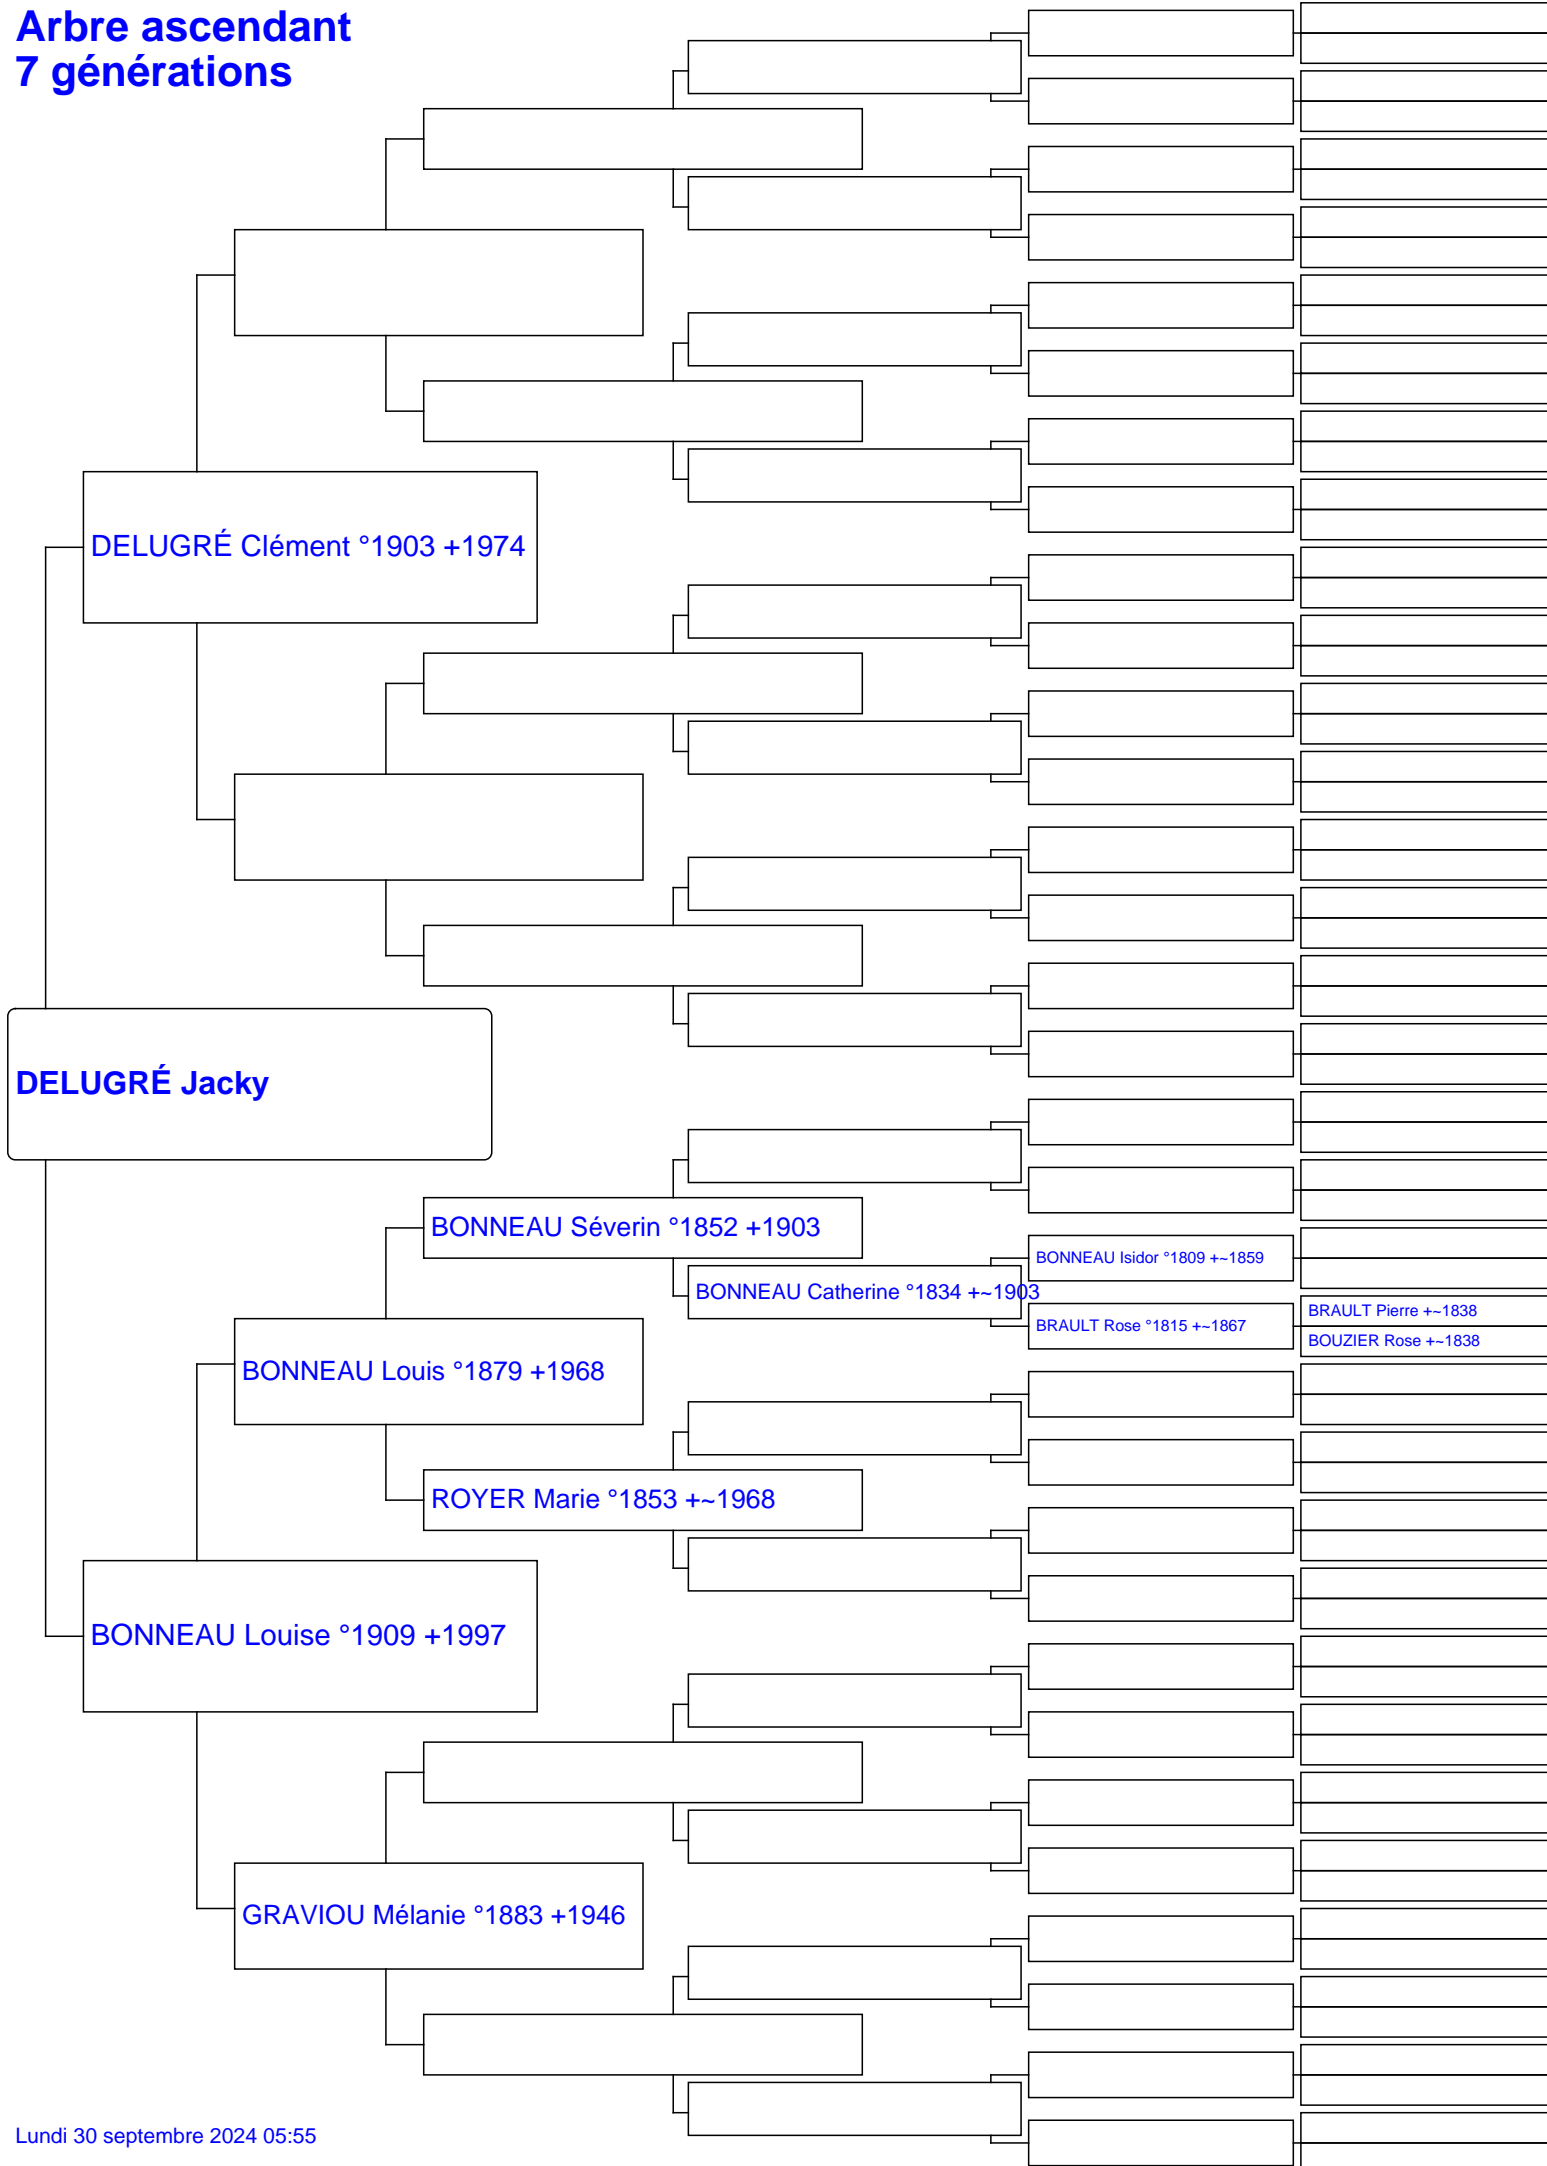 Arbre ascendant
7 générations
DELUGRÉ Clément °1903 +1974
DELUGRÉ Jacky
BONNEAU Séverin °1852 +1903
BONNEAU Isidor °1809 +~1859
BONNEAU Catherine °1834 +~1903
BRAULT Rose °1815 +~1867
BRAULT Pierre +~1838
BOUZIER Rose +~1838
BONNEAU Louis °1879 +1968
ROYER Marie °1853 +~1968
BONNEAU Louise °1909 +1997
GRAVIOU Mélanie °1883 +1946
Lundi 30 septembre 2024 05:55